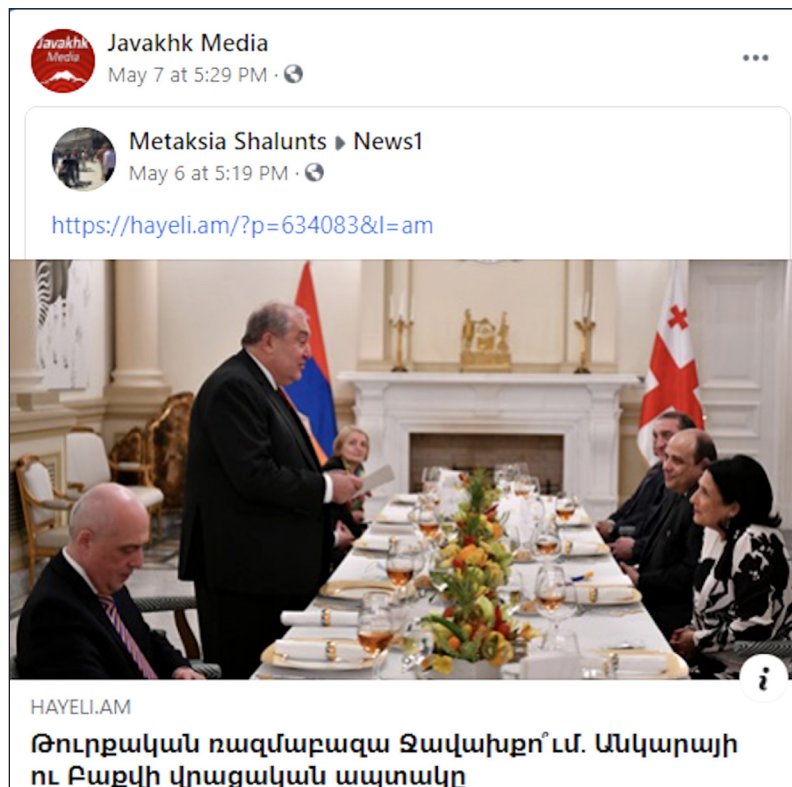 Javakhk Media
Javakhk Media
May 7 at 5:29 PM ·
Metaksia Shalunts News1
May 6 at 5:19 PM ·
https://hayeli.am/?p=634083&l=am
HAYELI.AM
Թուրքական ռազմաբազա Ջավախքո՞ւմ. Անկարայի
ու Բաքվի վրացական ապտակը